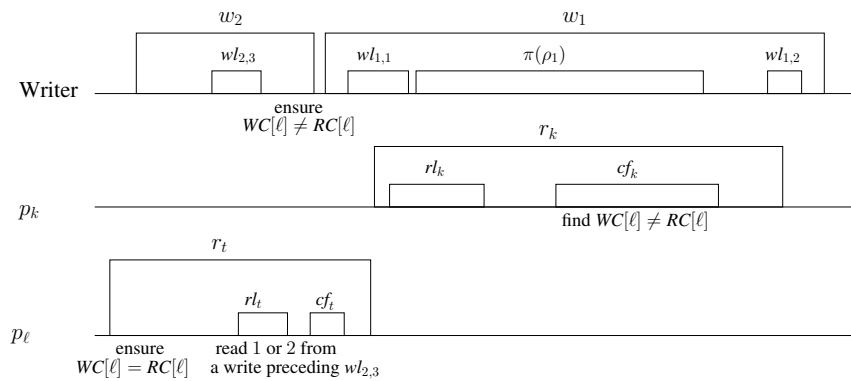 w₂ w₁
wl₂,₃ wl₁,₁ π(ρ₁) wl₁,₂
Writer
ensure
WC[ℓ] ≠ RC[ℓ]
rₖ
rlₖ cfₖ
pₖ
find WC[ℓ] ≠ RC[ℓ]
rₜ
rlₜ cfₜ
p_ℓ
ensure read 1 or 2 from
WC[ℓ] = RC[ℓ] a write preceding wl₂,₃